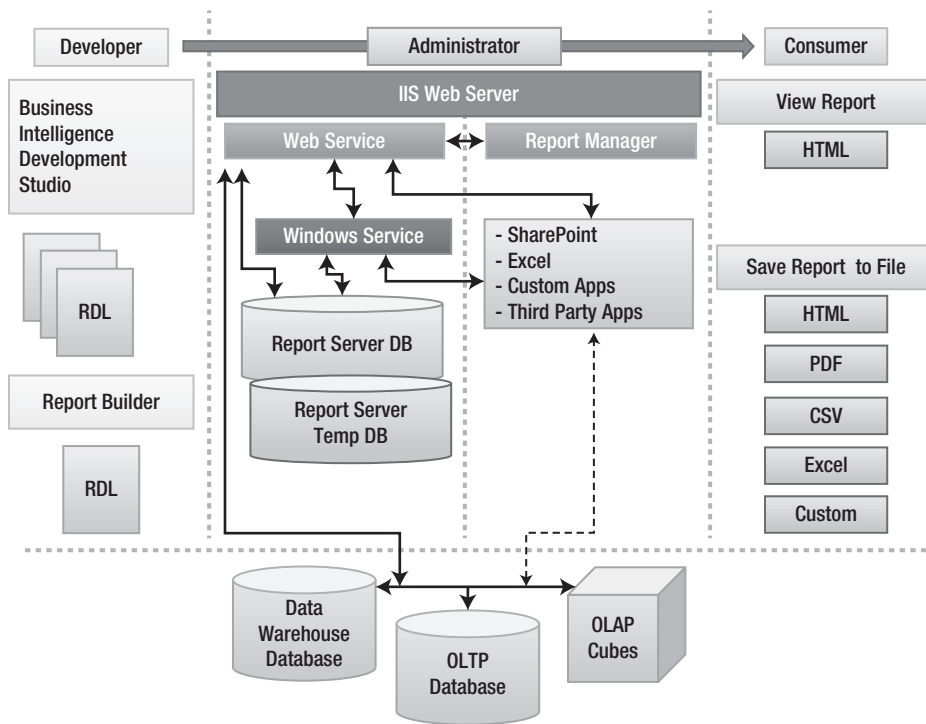 Developer
Administrator
Consumer
Business
Intelligence
Development
Studio
RDL
Report Builder
RDL
IIS Web Server
Web Service
Report Manager
Windows Service
- SharePoint
- Excel
- Custom Apps
- Third Party Apps
Report Server DB
Report Server
Temp DB
View Report
HTML
Save Report to File
HTML
PDF
CSV
Excel
Custom
Data
Warehouse
Database
OLTP
Database
OLAP
Cubes